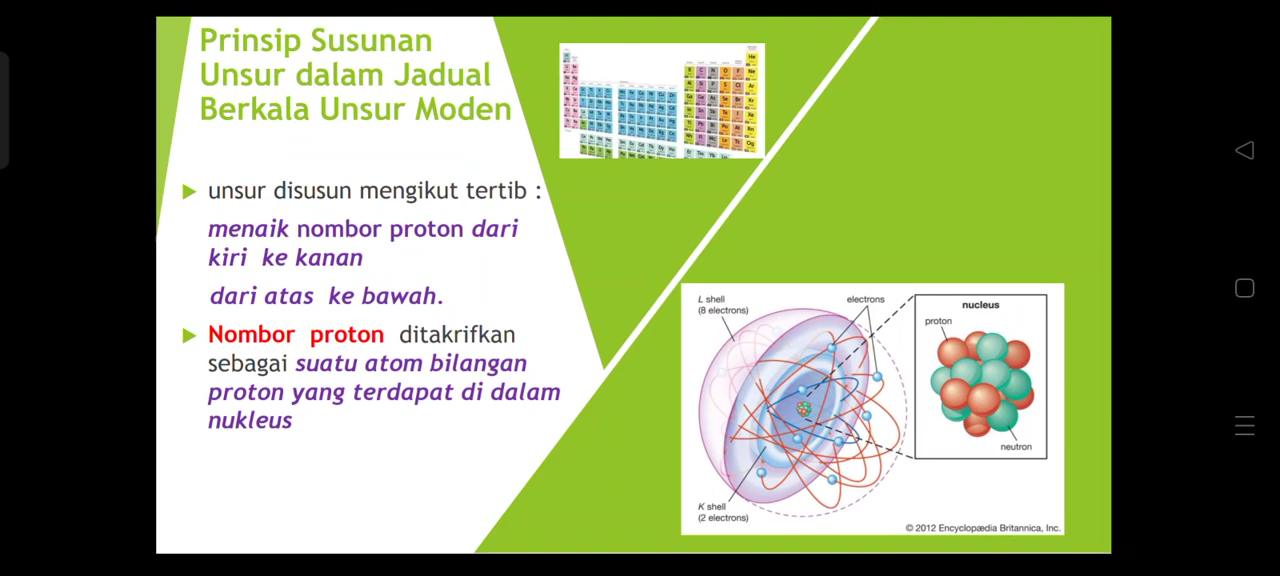 Prinsip Susunan
Unsur dalam Jadual
Berkala Unsur Moden
unsur disusun mengikut tertib :
menaik nombor proton dari
kiri ke kanan
dari atas ke bawah.
Nombor proton ditakrifkan
sebagai suatu atom bilangan
proton yang terdapat di dalam
nukleus
L shell
(8 electrons)
electrons
nucleus
proton
neutron
K shell
(2 electrons)
© 2012 Encyclopædia Britannica, Inc.